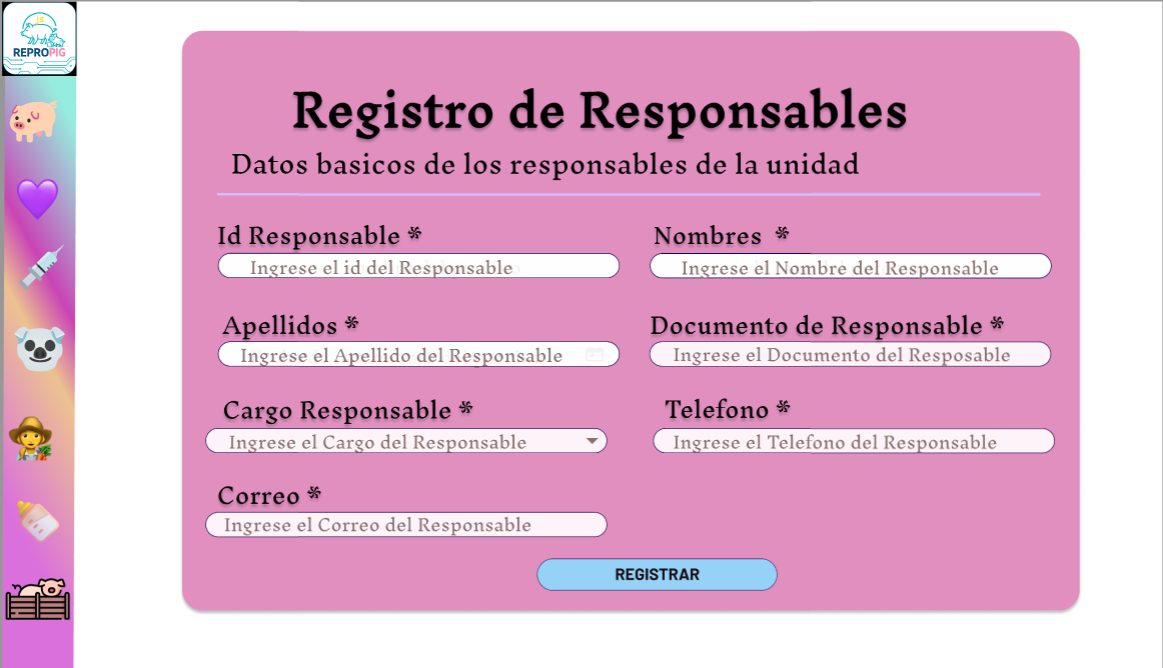 REPROPIG
Registro de Responsables
Datos basicos de los responsables de la unidad
Id Responsable *
Nombres *
Ingrese el id del Responsable
Ingrese el Nombre del Responsable
Apellidos *
Documento de Responsable *
Ingrese el Apellido del Responsable
Ingrese el Documento del Resposable
Cargo Responsable *
Telefono *
Ingrese el Cargo del Responsable
Ingrese el Telefono del Responsable
Correo *
Ingrese el Correo del Responsable
REGISTRAR